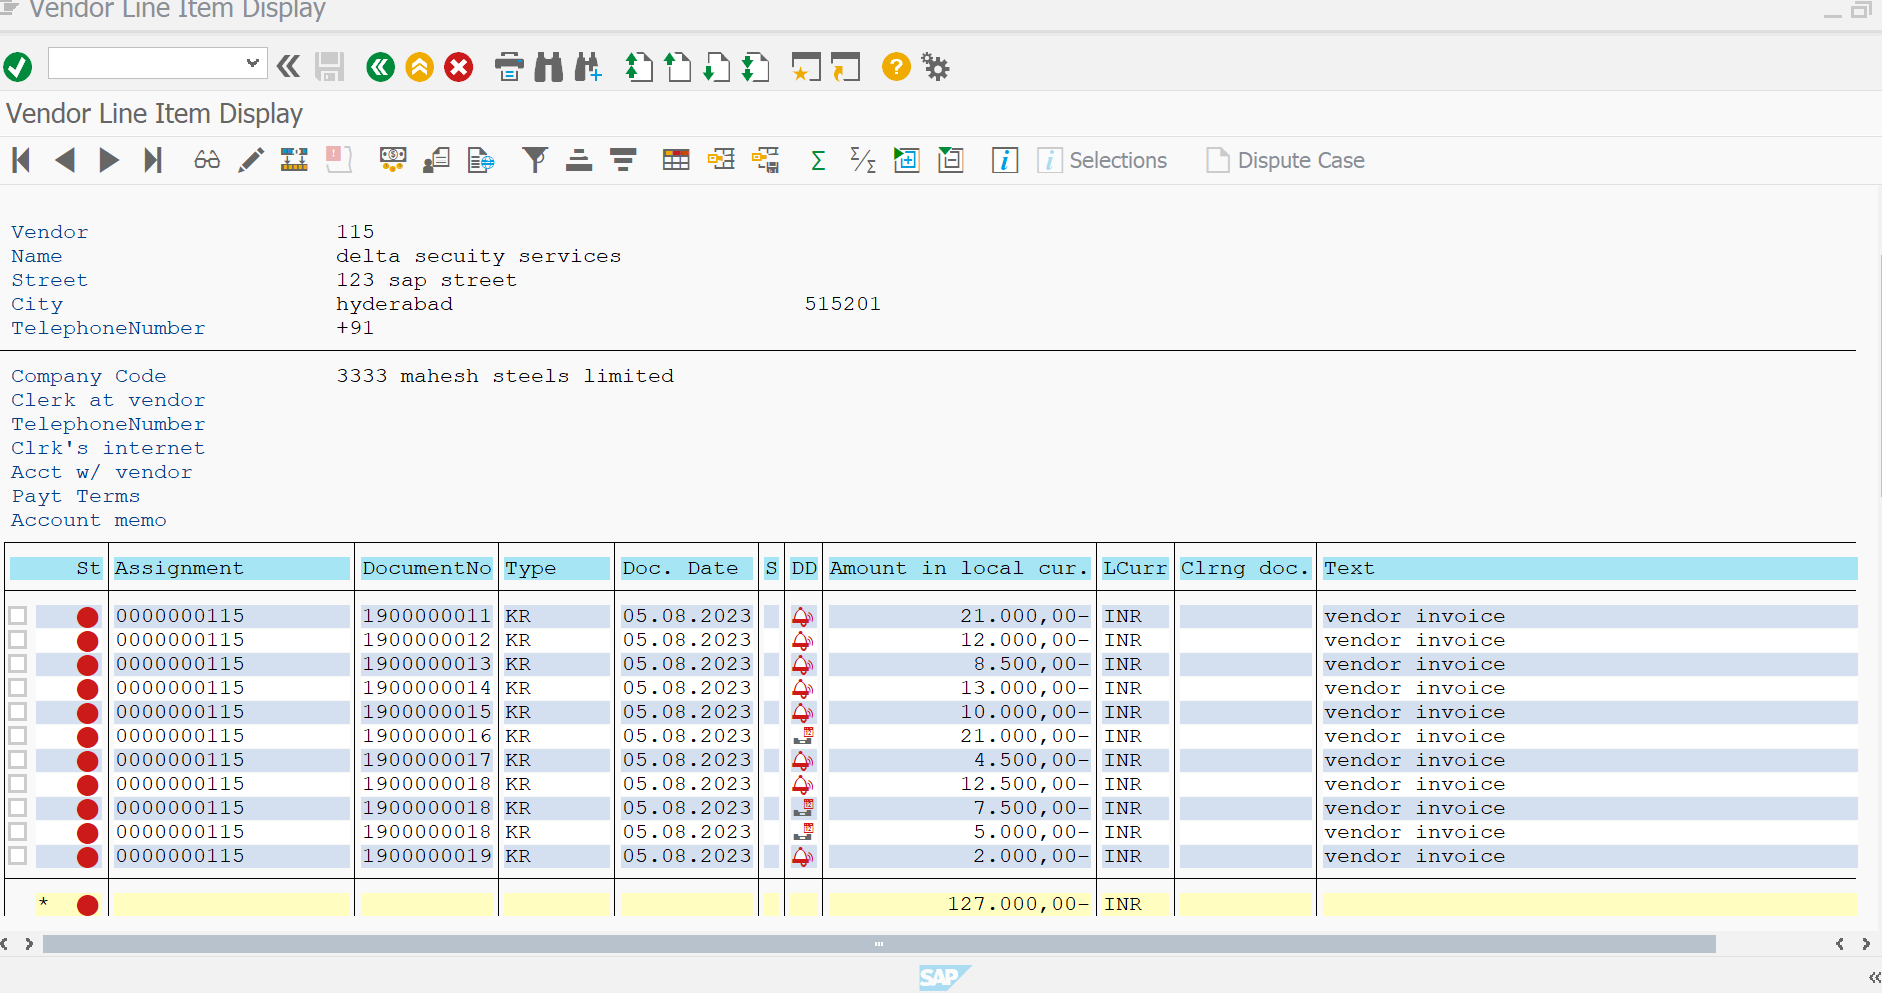 Vendor Line Item Display
Vendor Line Item Display
Selections
Dispute Case
Vendor 115
Name delta secuity services
Street 123 sap street
City hyderabad 515201
TelephoneNumber +91
Company Code 3333 mahesh steels limited
Clerk at vendor
TelephoneNumber
Clrk's internet
Acct w/ vendor
Payt Terms
Account memo
St Assignment DocumentNo Type Doc. Date S DD Amount in local cur. LCurr Clrng doc. Text
0000000115 1900000011 KR 05.08.2023 21.000,00- INR vendor invoice
0000000115 1900000012 KR 05.08.2023 12.000,00- INR vendor invoice
0000000115 1900000013 KR 05.08.2023 8.500,00- INR vendor invoice
0000000115 1900000014 KR 05.08.2023 13.000,00- INR vendor invoice
0000000115 1900000015 KR 05.08.2023 10.000,00- INR vendor invoice
0000000115 1900000016 KR 05.08.2023 21.000,00- INR vendor invoice
0000000115 1900000017 KR 05.08.2023 4.500,00- INR vendor invoice
0000000115 1900000018 KR 05.08.2023 12.500,00- INR vendor invoice
0000000115 1900000018 KR 05.08.2023 7.500,00- INR vendor invoice
0000000115 1900000018 KR 05.08.2023 5.000,00- INR vendor invoice
0000000115 1900000019 KR 05.08.2023 2.000,00- INR vendor invoice
* 127.000,00- INR
SAP